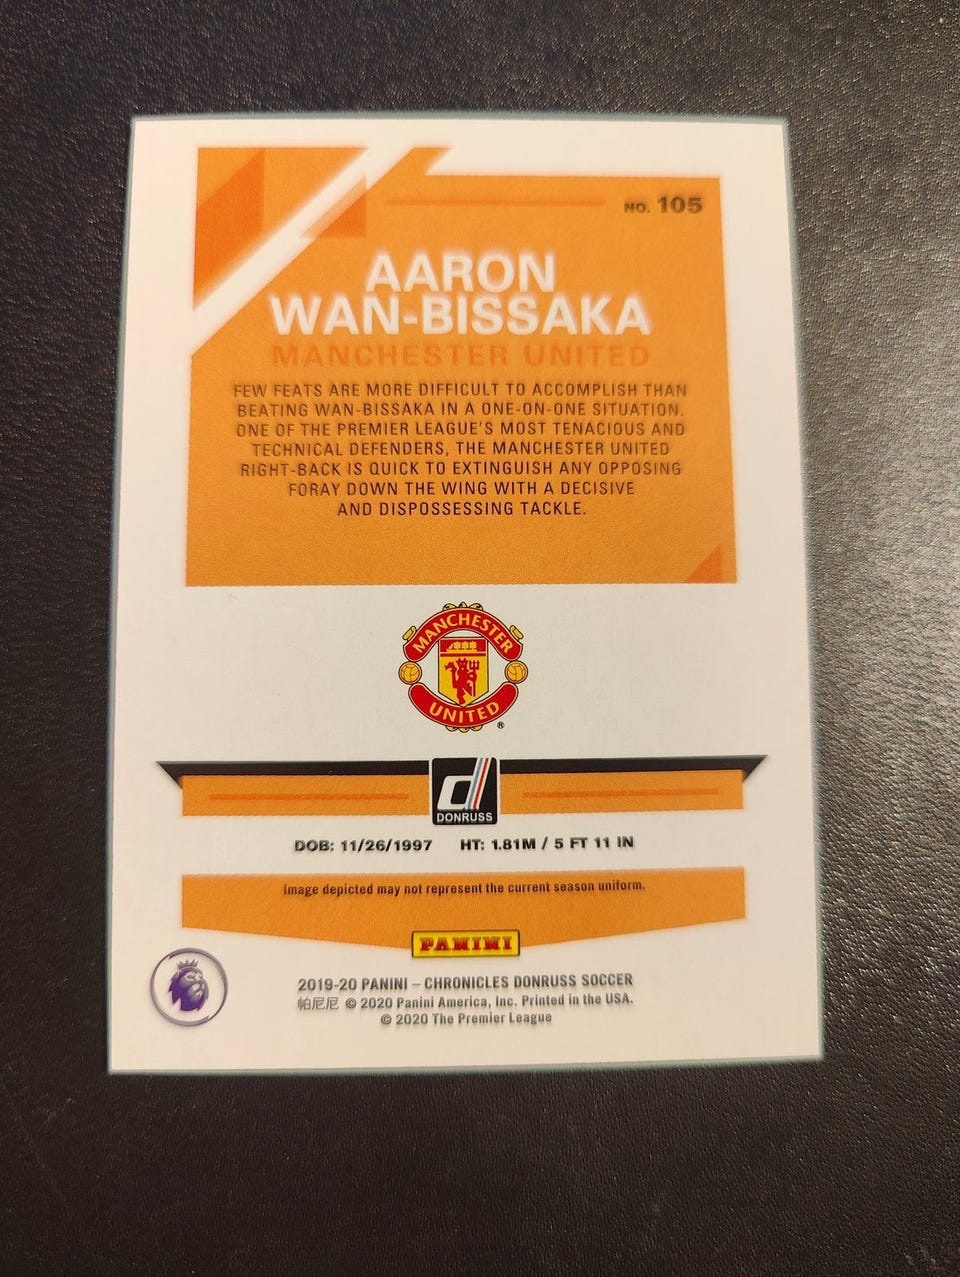 NO. 105
AARON
WAN-BISSAKA
MANCHESTER UNITED
FEW FEATS ARE MORE DIFFICULT TO ACCOMPLISH THAN
BEATING WAN-BISSAKA IN A ONE-ON-ONE SITUATION.
ONE OF THE PREMIER LEAGUE'S MOST TENACIOUS AND
TECHNICAL DEFENDERS, THE MANCHESTER UNITED
RIGHT-BACK IS QUICK TO EXTINGUISH ANY OPPOSING
FORAY DOWN THE WING WITH A DECISIVE
AND DISPOSSESSING TACKLE.
MANCHESTER
UNITED
®
d
DONRUSS
DOB: 11/26/1997 HT: 1.81M / 5 FT 11 IN
Image depicted may not represent the current season uniform.
PANINI
2019-20 PANINI – CHRONICLES DONRUSS SOCCER
帕尼尼 © 2020 Panini America, Inc. Printed in the USA.
© 2020 The Premier League